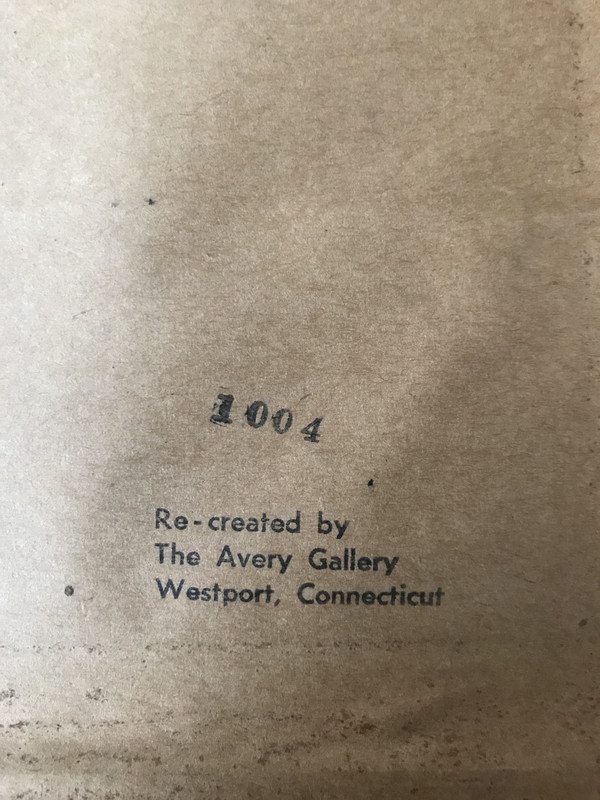 1004
Re-created by
The Avery Gallery
Westport, Connecticut